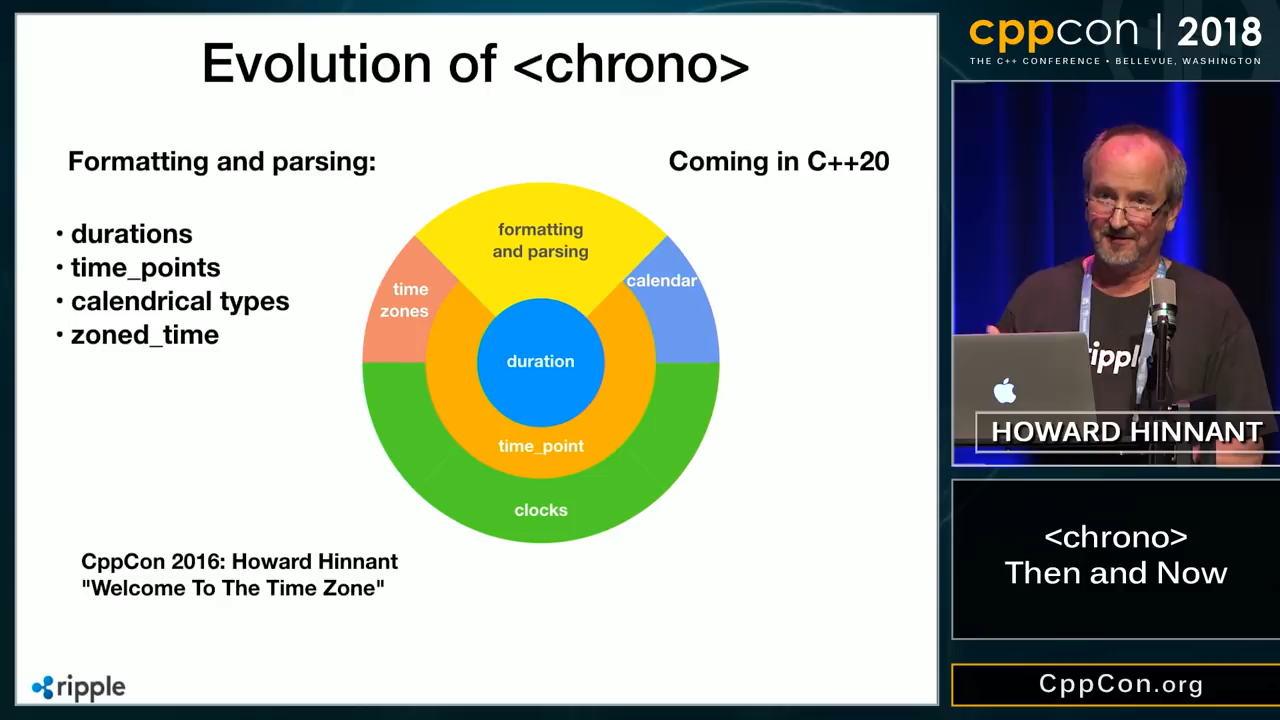 Evolution of <chrono>
Formatting and parsing:
Coming in C++20
• durations
• time_points
• calendrical types
• zoned_time
formatting
and parsing
time
zones
calendar
duration
time_point
clocks
CppCon 2016: Howard Hinnant
"Welcome To The Time Zone"
ripple
cppcon | 2018
THE C++ CONFERENCE • BELLEVUE, WASHINGTON
rippl
HOWARD HINNANT
<chrono>
Then and Now
CppCon.org